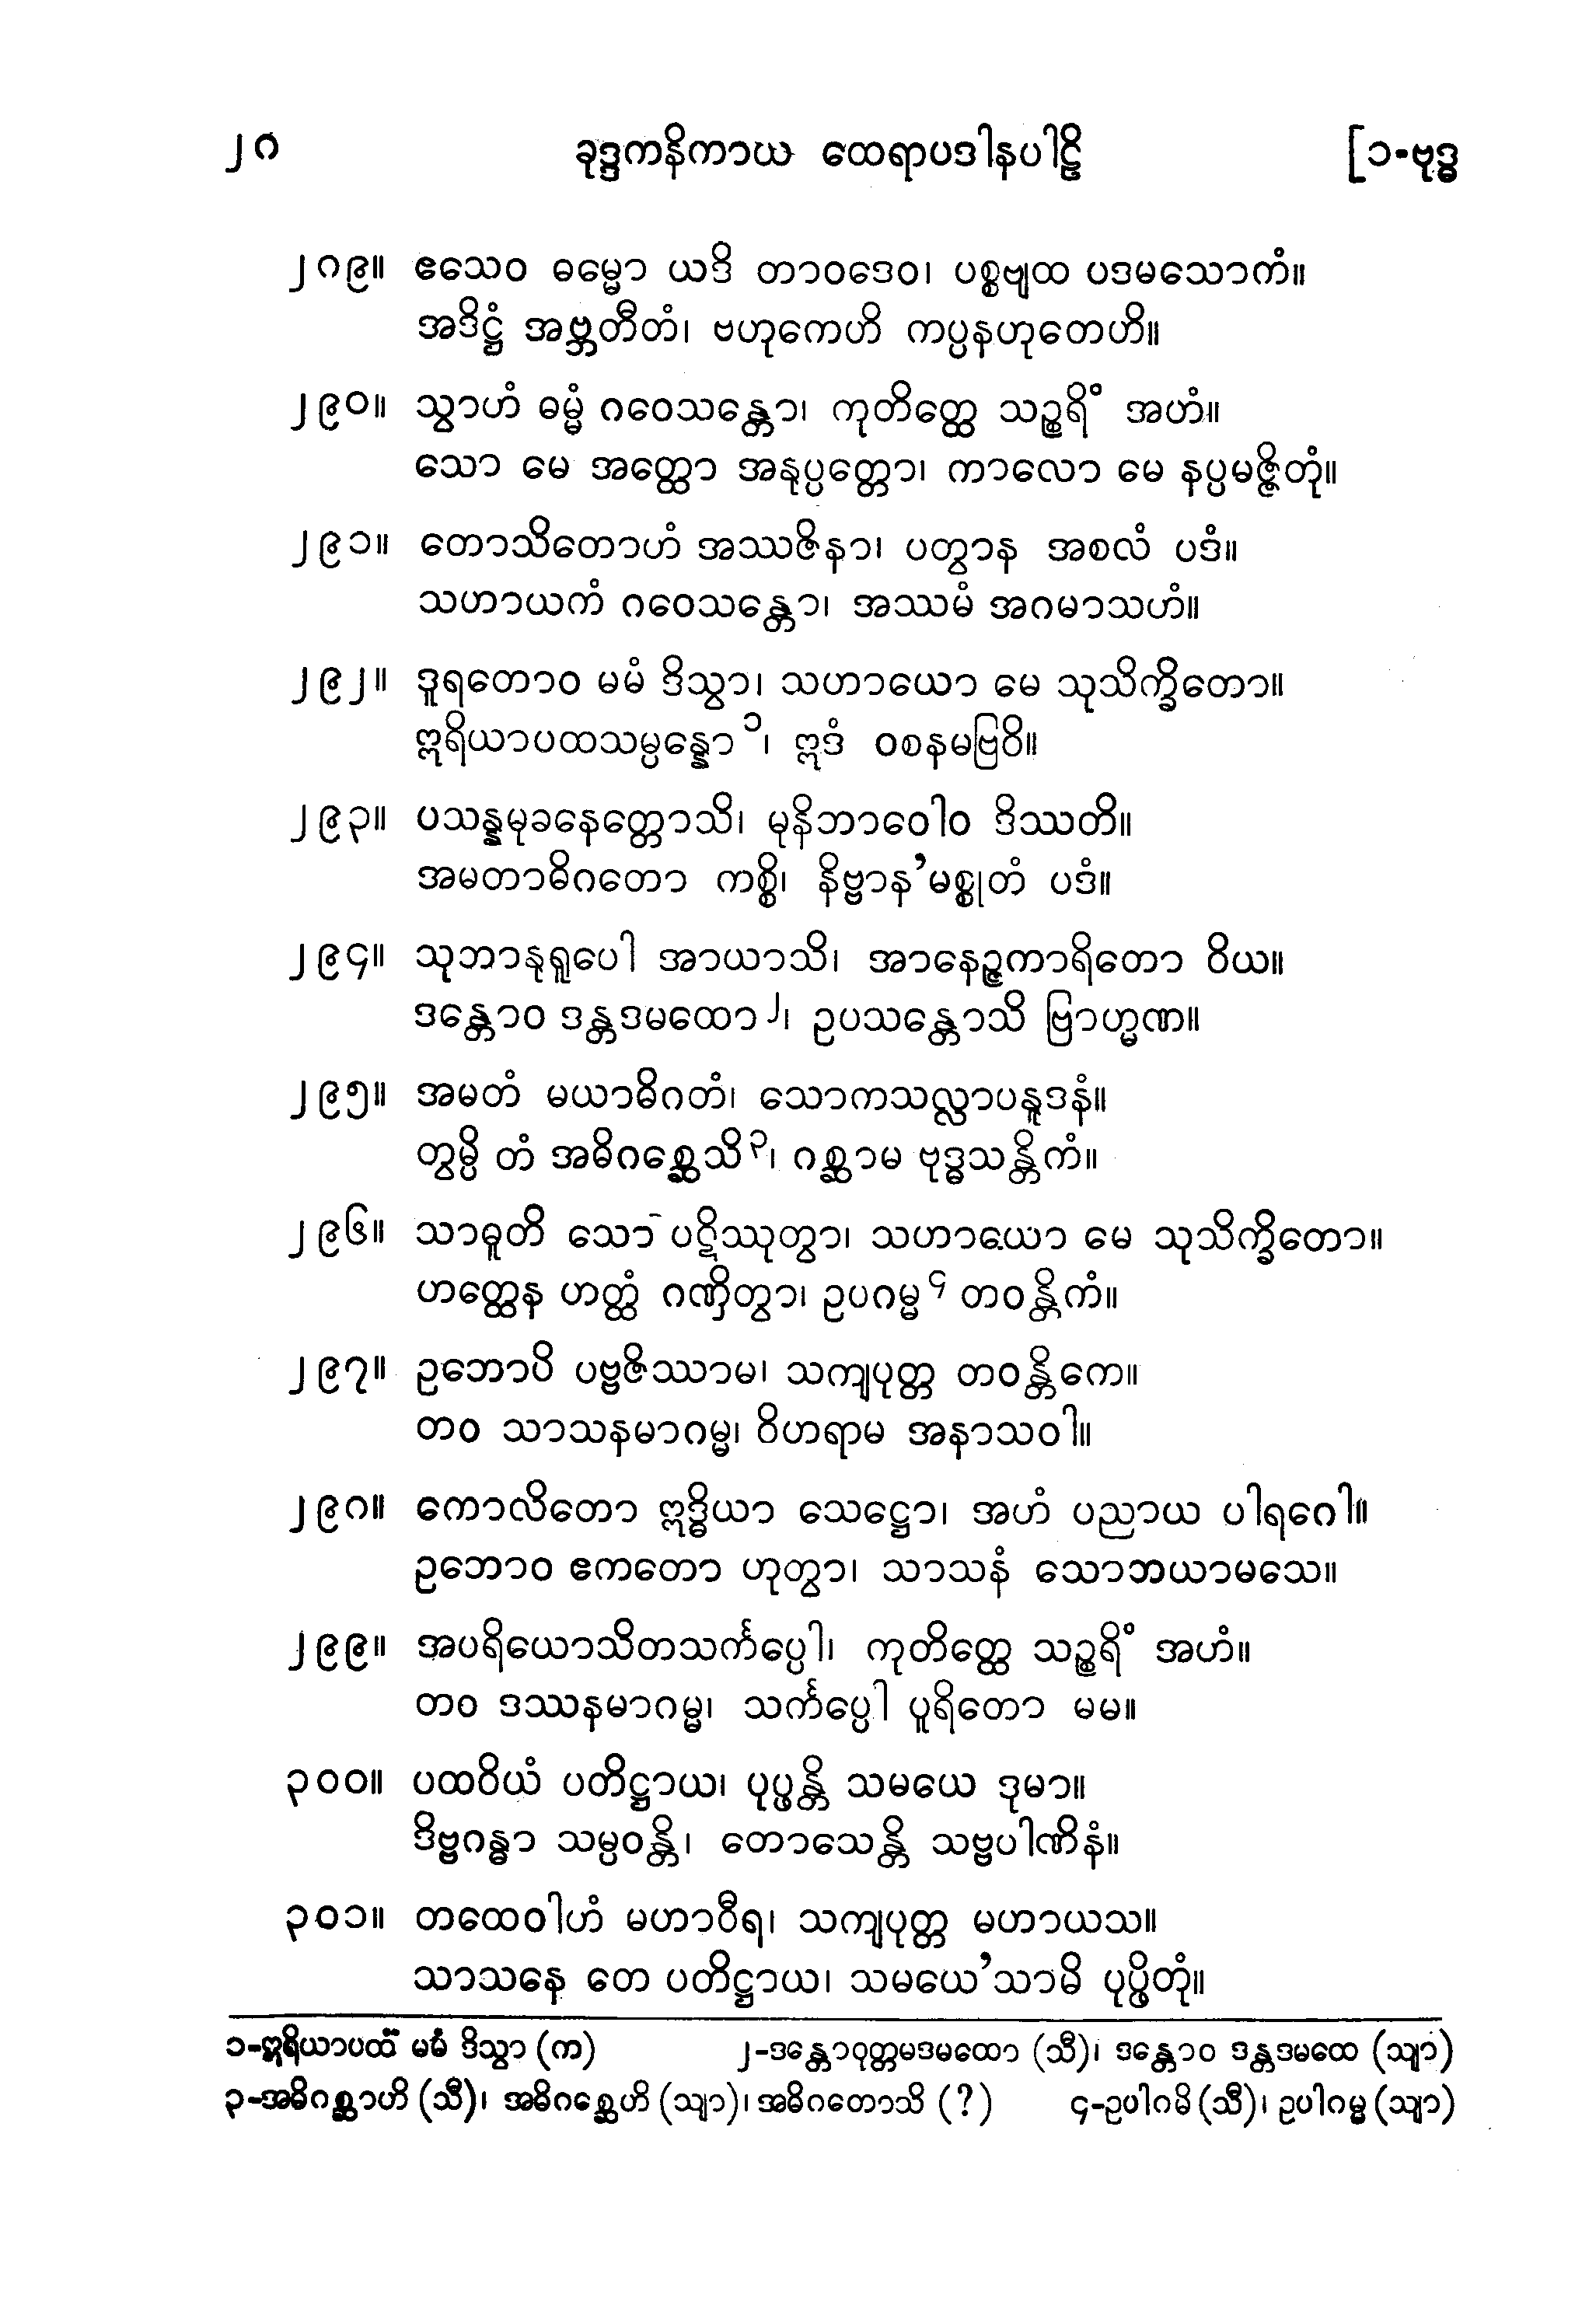 ၂၈ ခုဒ္ဒကနိကာယ ထေရာပဒါနပါဠိ [၁-ဗုဒ္ဓ
၂၈၉။ ဧသေဝ ဓမ္မော ယဒိ တာဝဒေဝ၊ ပစ္စဗျထ ပဒမသောကံ။
အဒိဋ္ဌံ အဗ္ဘတီတံ၊ ဗဟုကေဟိ ကပ္ပနဟုတေဟိ။
၂၉၀။ သွာဟံ ဓမ္မံ ဂဝေသန္တော၊ ကုတိတ္ထေ သဉ္စရိံ အဟံ။
သော မေ အတ္ထော အနုပ္ပတ္တော၊ ကာလော မေ နပ္ပမဇ္ဇိတုံ။
၂၉၁။ တောသိတောဟံ အဿဇိနာ၊ ပတွာန အစလံ ပဒံ။
သဟာယကံ ဂဝေသန္တော၊ အဿမံ အဂမာသဟံ။
၂၉၂။ ဒူရတောဝ မမံ ဒိသွာ၊ သဟာယော မေ သုသိက္ခိတော။
ဣရိယာပထသမ္ပန္နော၁၊ ဣဒံ ဝစနမဗြဝိ။
၂၉၃။ ပသန္နမုခနေတ္တောသိ၊ မုနိဘာဝေါဝ ဒိဿတိ။
အမတာဓိဂတော ကစ္စိ၊ နိဗ္ဗာန’မစ္စုတံ ပဒံ။
၂၉၄။ သုဘာနုရူပေါ အာယာသိ၊ အာနေဉ္ဇကာရိတော ဝိယ။
ဒန္တောဝ ဒန္တဒမထော၂၊ ဥပသန္တောသိ ဗြာဟ္မဏ။
၂၉၅။ အမတံ မယာဓိဂတံ၊ သောကသလ္လာပနူဒနံ။
တွမ္ပိ တံ အဓိဂစ္ဆေသိ၃၊ ဂစ္ဆာမ ဗုဒ္ဓသန္တိကံ။
၂၉၆။ သာဓူတိ သော ပဋိဿုတွာ၊ သဟာယော မေ သုသိက္ခိတော။
ဟတ္ထေန ဟတ္ထံ ဂဏှိတွာ၊ ဥပဂမ္မ၄ တဝန္တိကံ။
၂၉၇။ ဥဘောပိ ပဗ္ဗဇိဿာမ၊ သကျပုတ္တ တဝန္တိကေ။
တဝ သာသနမာဂမ္မ၊ ဝိဟရာမ အနာသဝါ။
၂၉၈။ ကောလိတော ဣဒ္ဓိယာ သေဋ္ဌော၊ အဟံ ပညာယ ပါရဂေါ။
ဥဘောဝ ဧကတော ဟုတွာ၊ သာသနံ သောဘယာမသေ။
၂၉၉။ အပရိယောသိတသင်္ကပ္ပေါ၊ ကုတိတ္ထေ သဉ္စရိံ အဟံ။
တဝ ဒဿနမာဂမ္မ၊ သင်္ကပ္ပေါ ပူရိတော မမ။
၃၀၀။ ပထဝိယံ ပတိဋ္ဌာယ၊ ပုပ္ဖန္တိ သမယေ ဒုမာ။
ဒိဗ္ဗဂန္ဓာ သမ္ပဝန္တိ၊ တောသေန္တိ သဗ္ဗပါဏိနံ။
၃၀၁။ တထေဝါဟံ မဟာဝီရ၊ သကျပုတ္တ မဟာယသ။
သာသနေ တေ ပတိဋ္ဌာယ၊ သမယေ’သာမိ ပုပ္ဖိတုံ။
၁-ဣရိယာပထံ မမံ ဒိသွာ (က) ၂-ဒန္တောဝုတ္တမဒမထော (သီ)၊ ဒန္တောဝ ဒန္တဒမထေ (သျာ)
၃-အဓိဂစ္ဆာဟိ (သီ)၊ အဓိဂစ္ဆေဟိ (သျာ)၊ အဓိဂတောသိ (?) ၄-ဥပါဂမိ (သီ)၊ ဥပါဂမ္မ (သျာ)